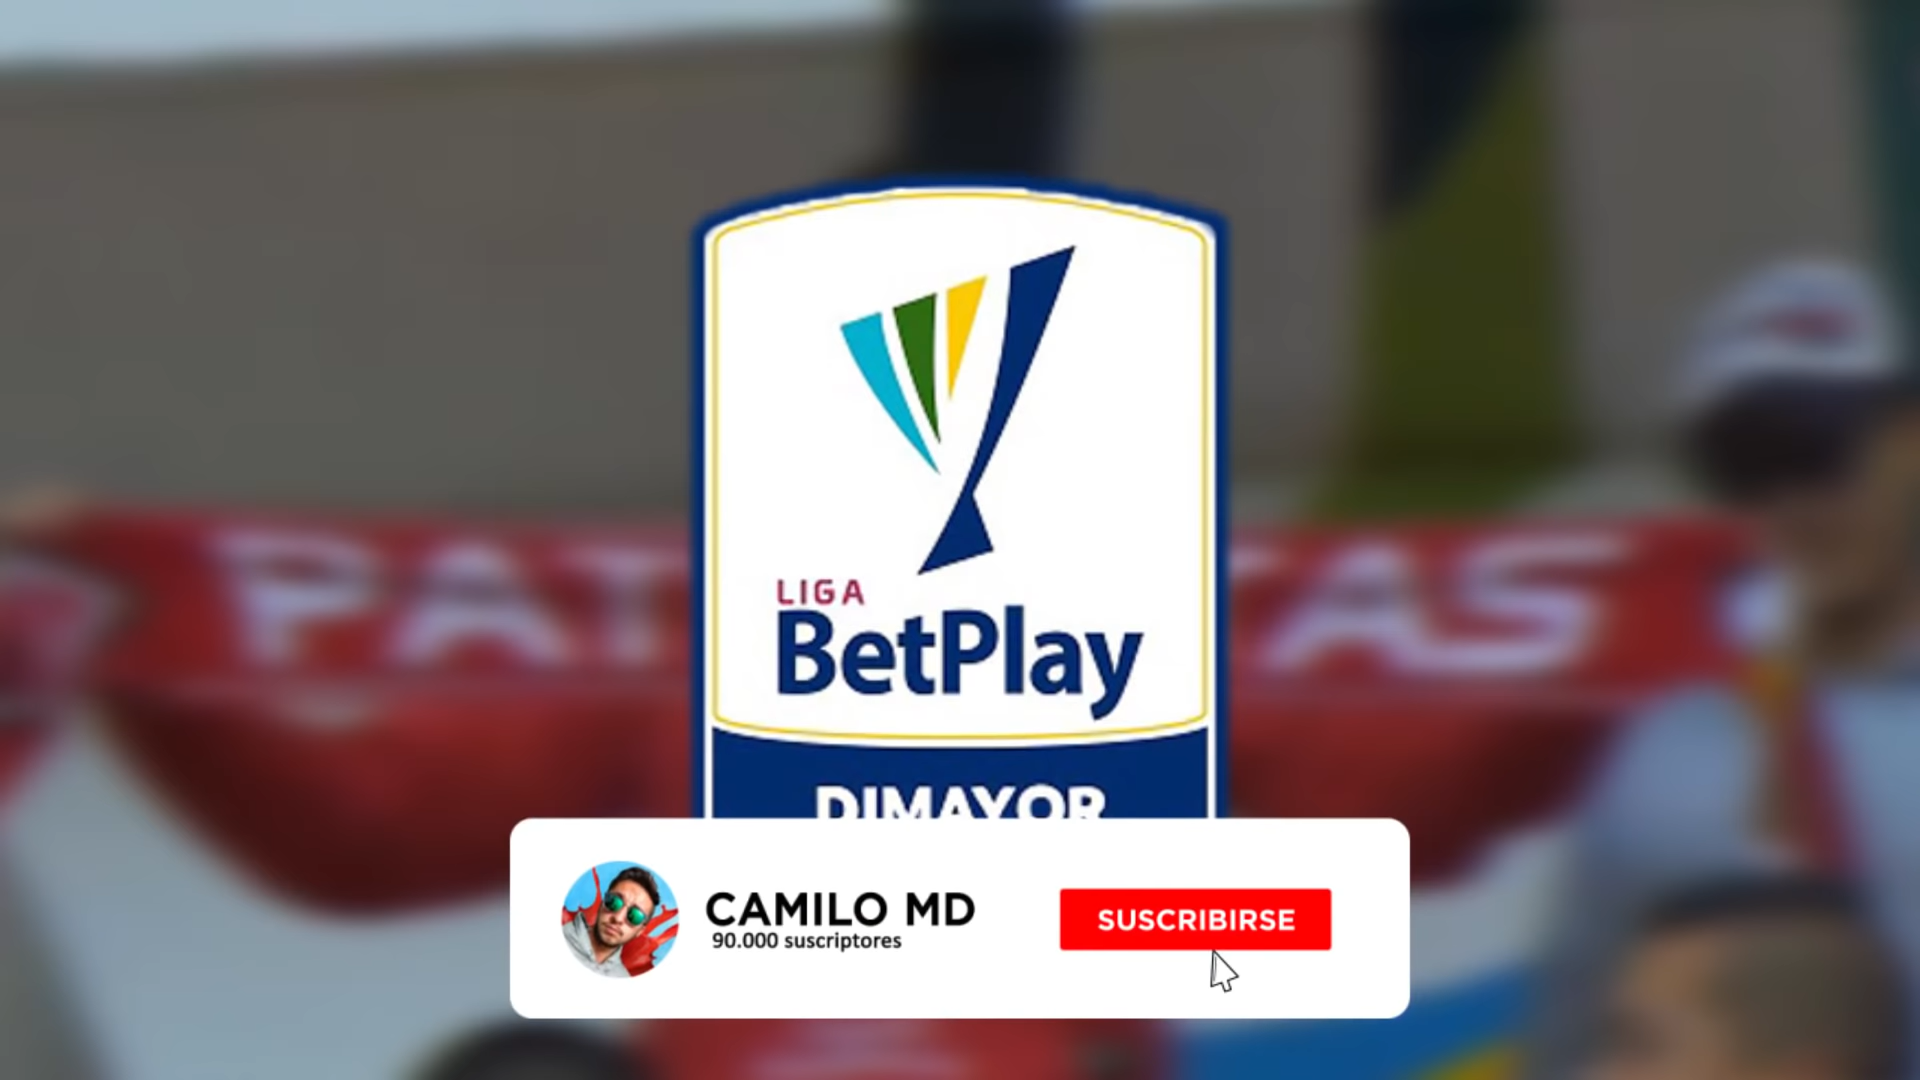 LIGA
BetPlay
DIMAYOR
CAMILO MD
90.000 suscriptores
SUSCRIBIRSE